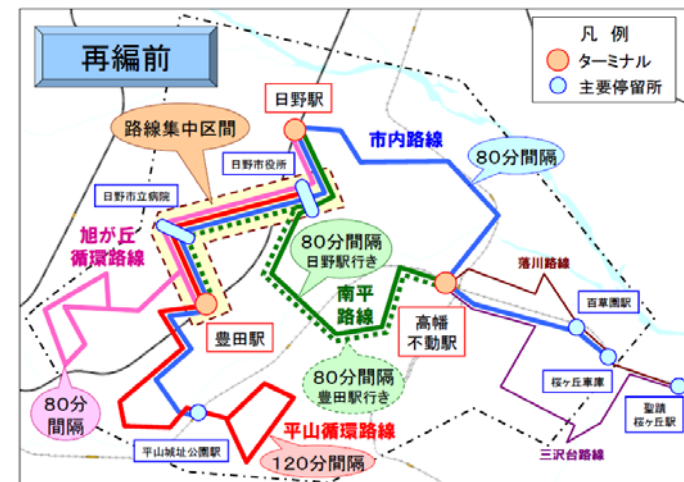 再編前
凡 例
ターミナル
主要停留所
日野駅
路線集中区間
市内路線
80分間隔
日野市役所
日野市立病院
旭が丘
循環路線
80分間隔
日野駅行き
落川路線
南平
路線
高幡
不動駅
百草園駅
豊田駅
80分間隔
豊田駅行き
桜ヶ丘車庫
80分
間隔
聖蹟
桜ヶ丘駅
平山循環路線
平山城址公園駅
120分間隔
三沢台路線